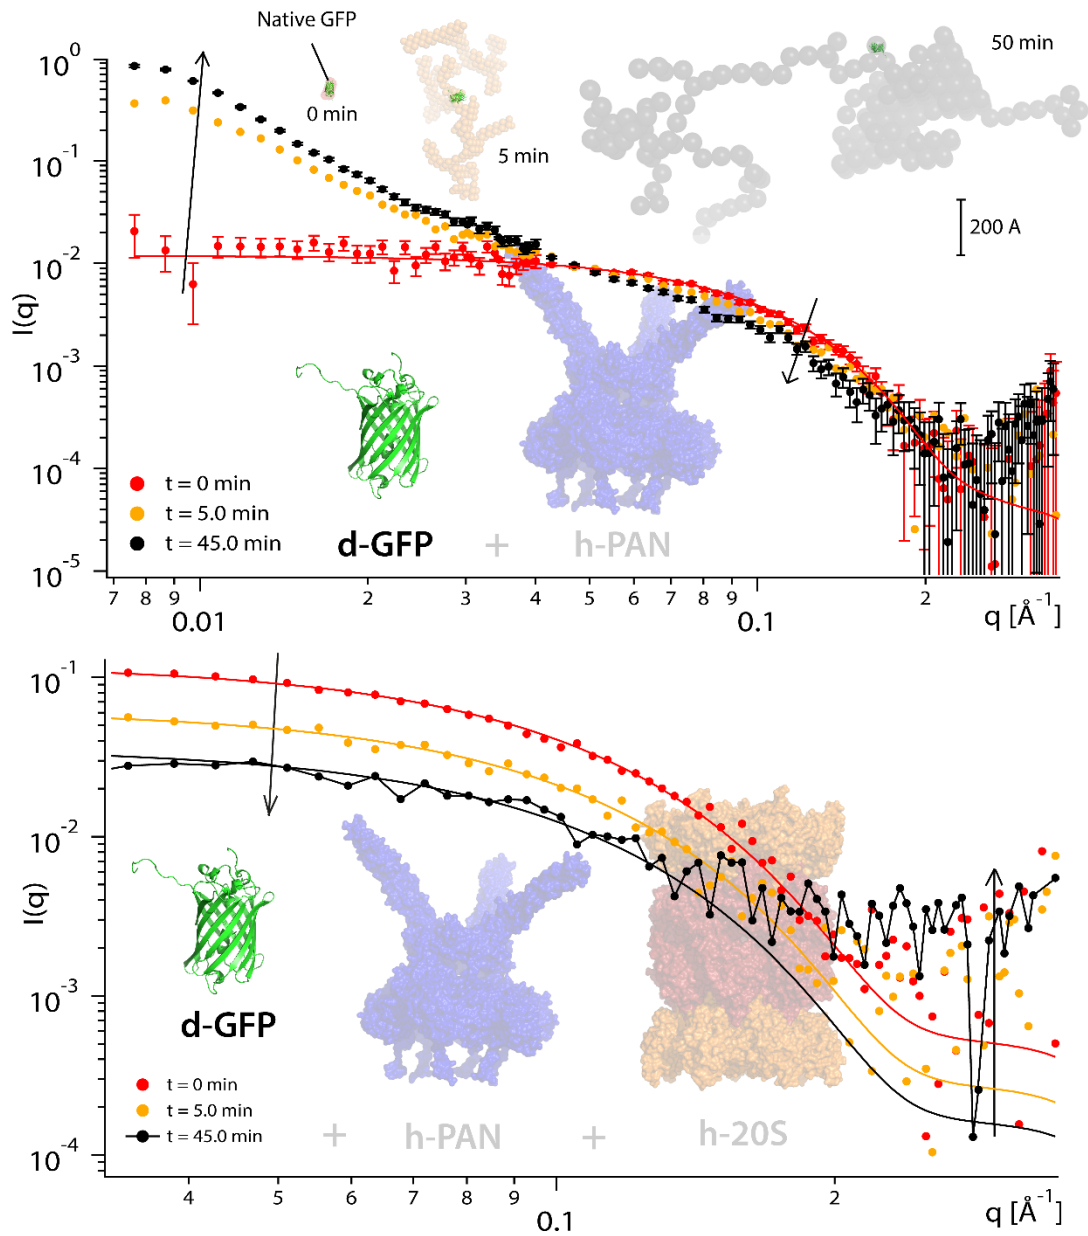 Native GFP
0 min
5 min
50 min
200 A
10⁰
10⁻¹
10⁻²
10⁻³
10⁻⁴
10⁻⁵
I(q)
t = 0 min
t = 5.0 min
t = 45.0 min
d-GFP + h-PAN
7 8 9 0.01 2 3 4 5 6 7 8 9 0.1 2
q [Å⁻¹]
10⁻¹
10⁻²
10⁻³
10⁻⁴
I(q)
d-GFP
t = 0 min
t = 5.0 min
t = 45.0 min
+ h-PAN + h-20S
4 5 6 7 8 9 0.1 2
q [Å⁻¹]